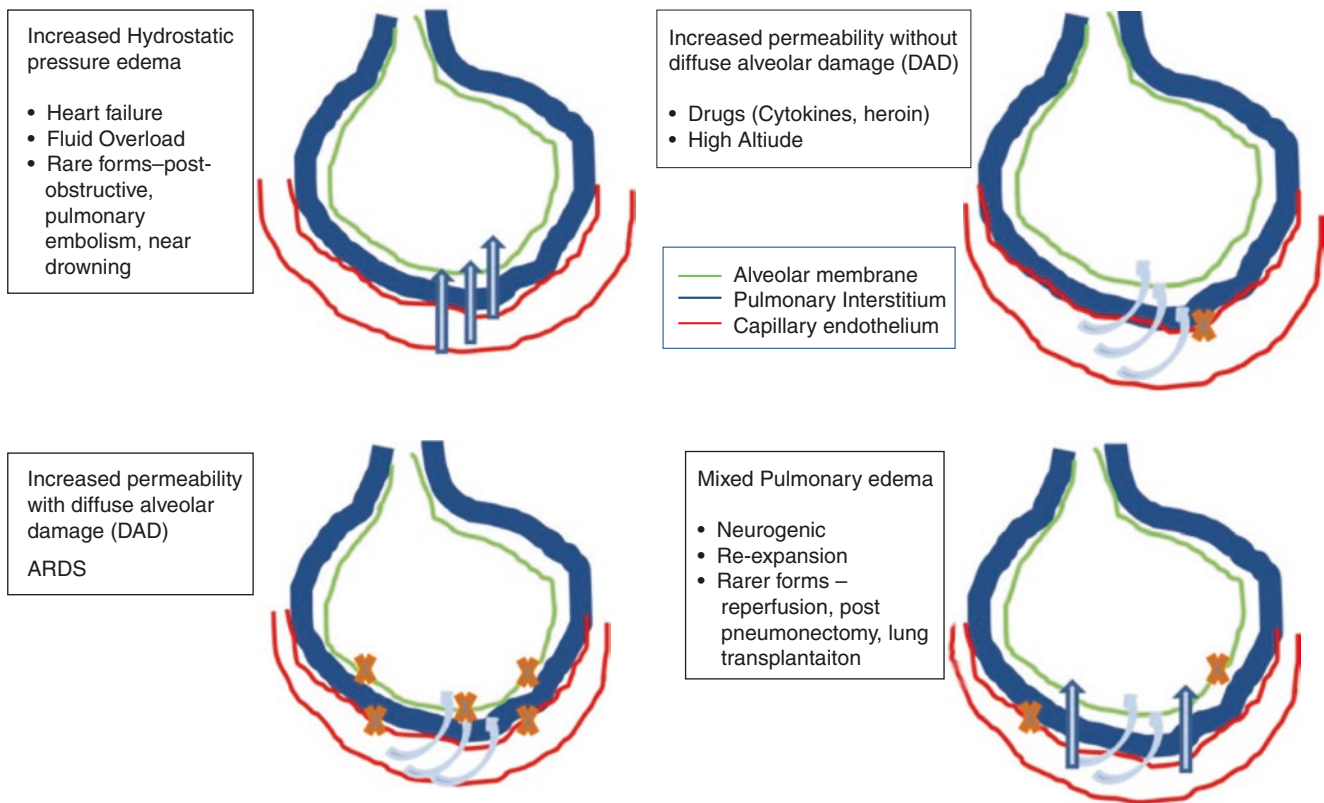 Increased Hydrostatic
pressure edema
• Heart failure
• Fluid Overload
• Rare forms–post-
obstructive,
pulmonary
embolism, near
drowning
Increased permeability without
diffuse alveolar damage (DAD)
• Drugs (Cytokines, heroin)
• High Altiude
Alveolar membrane
Pulmonary Interstitium
Capillary endothelium
Increased permeability
with diffuse alveolar
damage (DAD)
ARDS
Mixed Pulmonary edema
• Neurogenic
• Re-expansion
• Rarer forms –
reperfusion, post
pneumonectomy, lung
transplantaiton